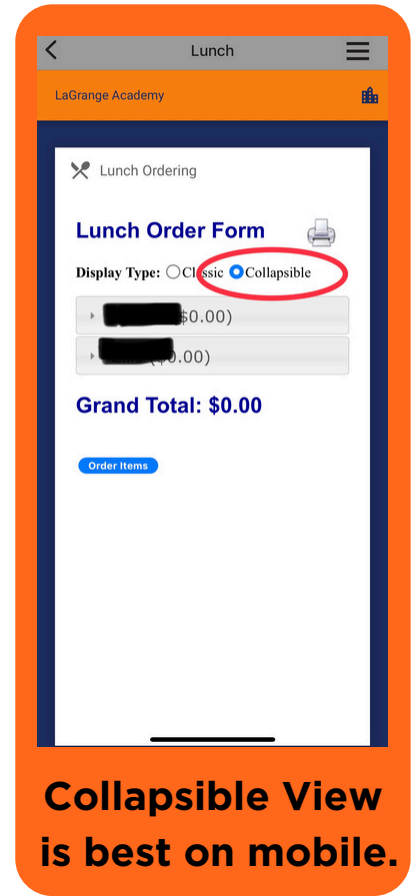 Lunch
LaGrange Academy
Lunch Ordering
Lunch Order Form
Display Type: Classic Collapsible
$0.00)
($0.00)
Grand Total: $0.00
Order Items
Collapsible View
is best on mobile.